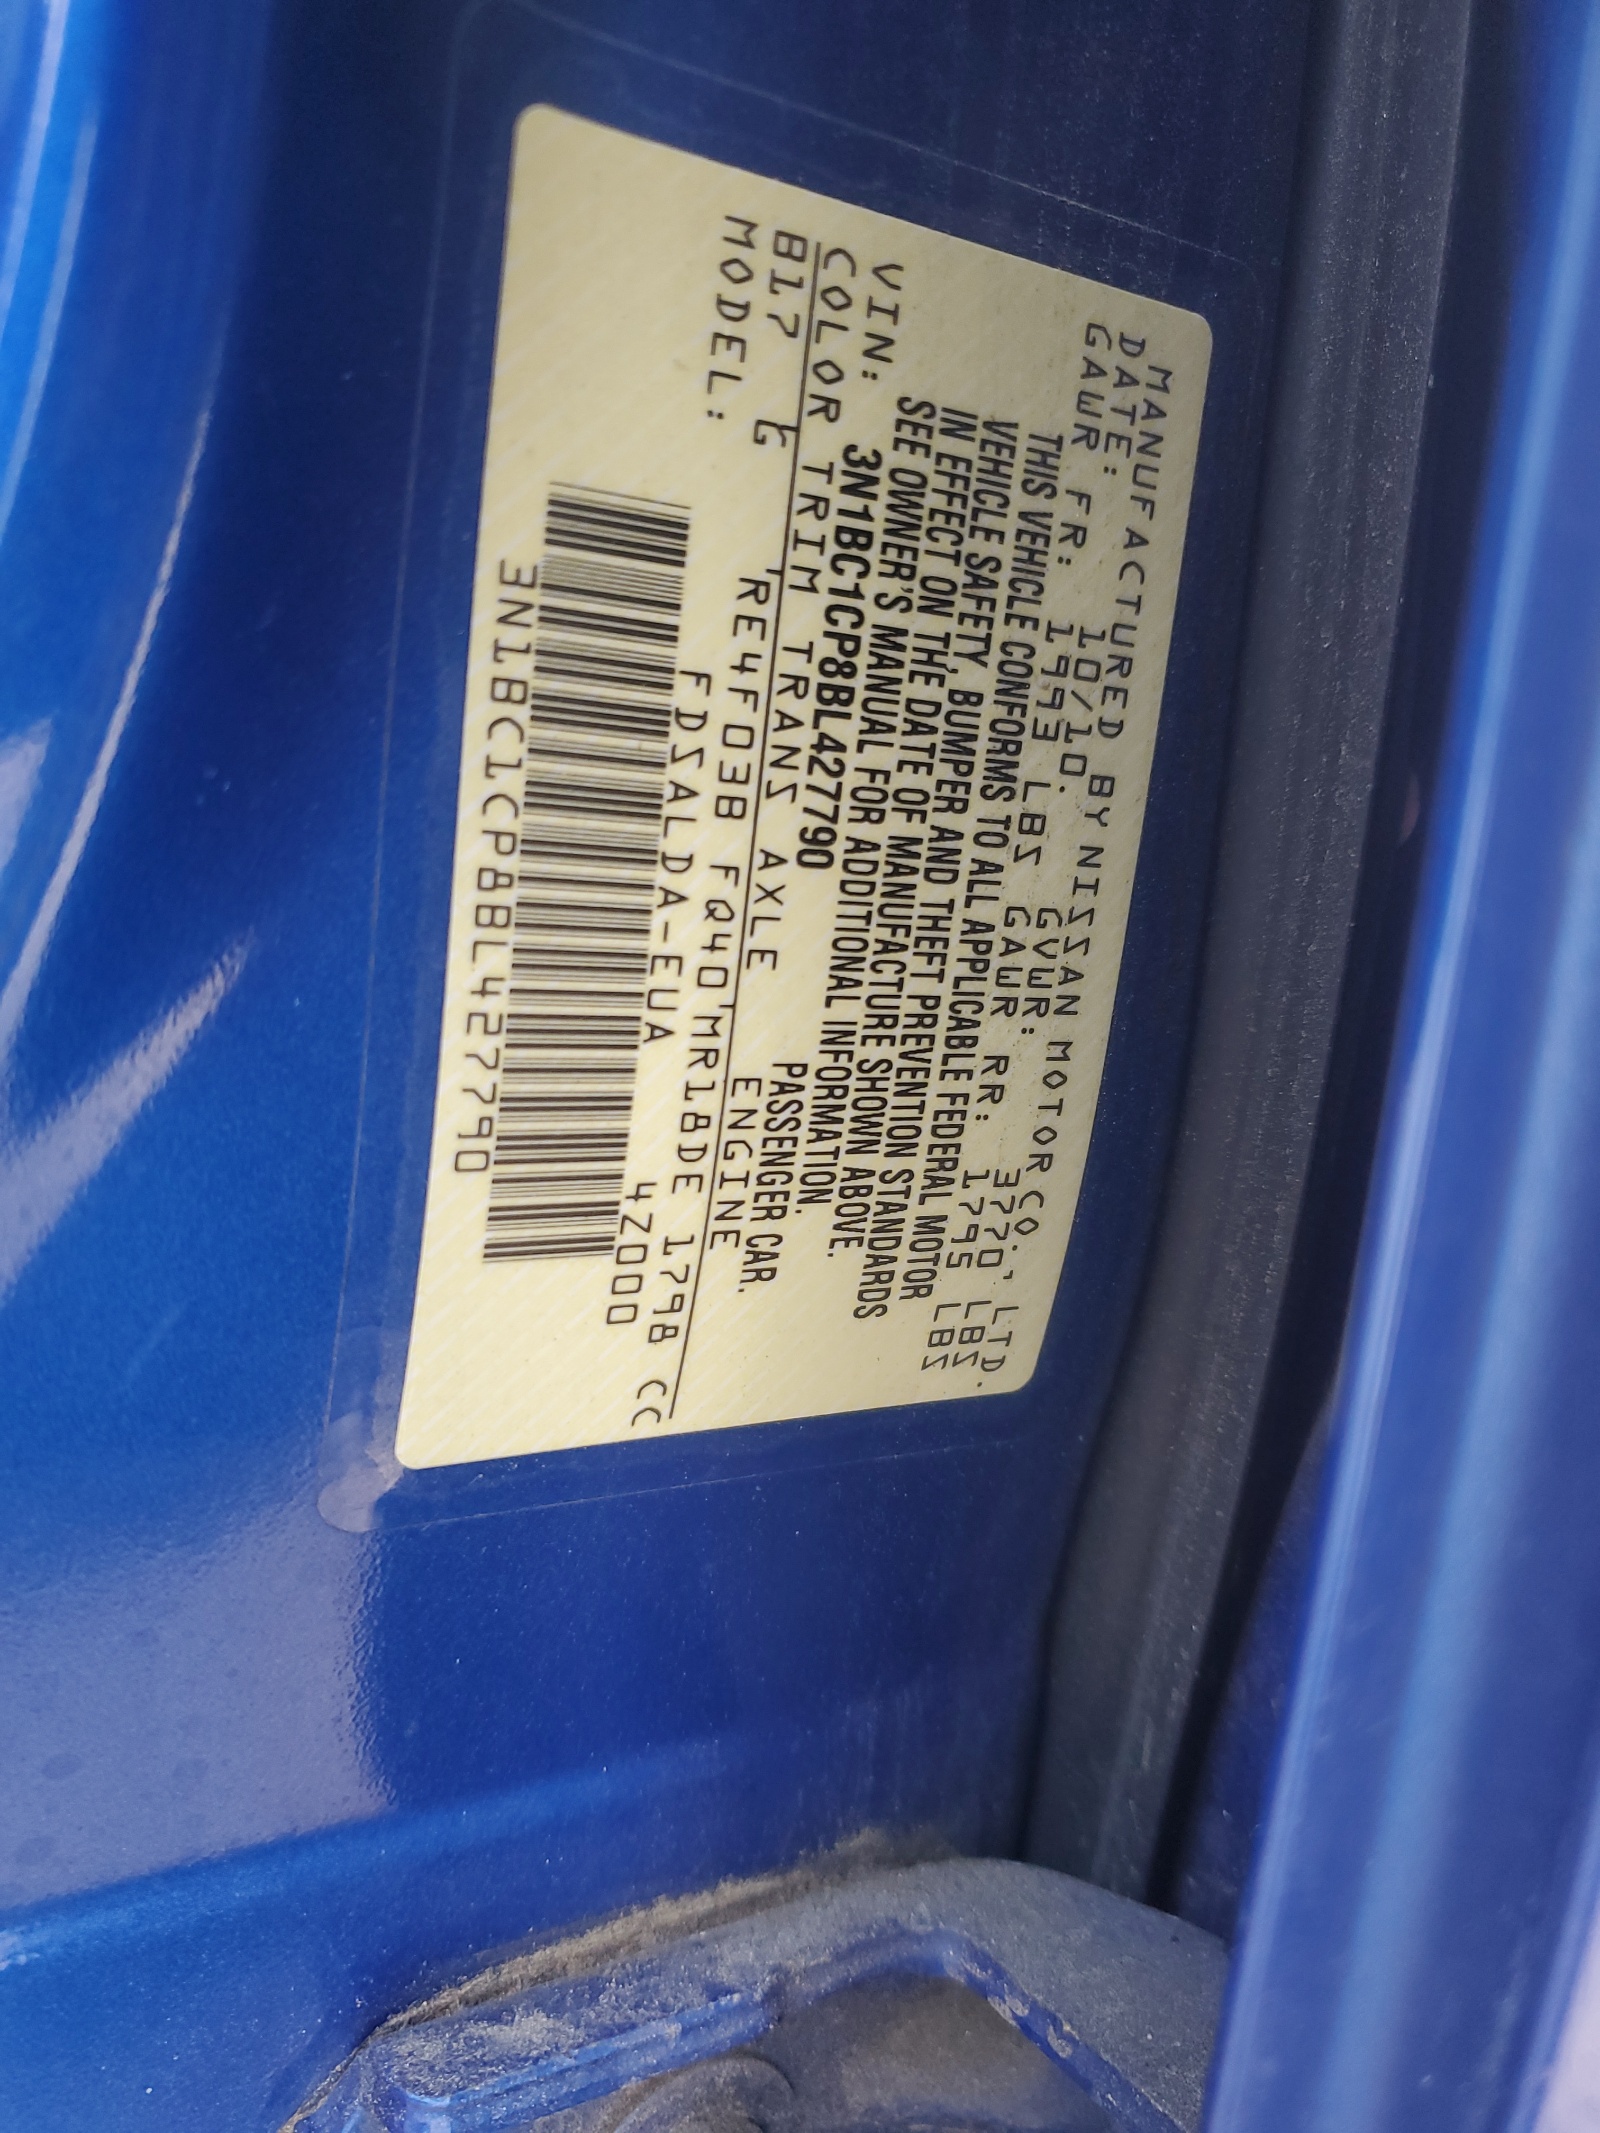 MANUFACTURED BY NISSAN MOTOR CO., LTD.
DATE: 10/10. GVWR: 3770 LBS.
GAWR FR: 1993 LBS GAWR RR: 1795 LBS
THIS VEHICLE CONFORMS TO ALL APPLICABLE FEDERAL MOTOR
VEHICLE SAFETY, BUMPER AND THEFT PREVENTION STANDARDS
IN EFFECT ON THE DATE OF MANUFACTURE SHOWN ABOVE.
SEE OWNER'S MANUAL FOR ADDITIONAL INFORMATION.
VIN: 3N1BC1CP8BL427790 PASSENGER CAR.
COLOR TRIM TRANS AXLE ENGINE
B17 G RE4F03B FQ40 MR18DE 1798 CC
MODEL: FDSALDA-EUA 4Z000
3N1BC1CP8BL427790